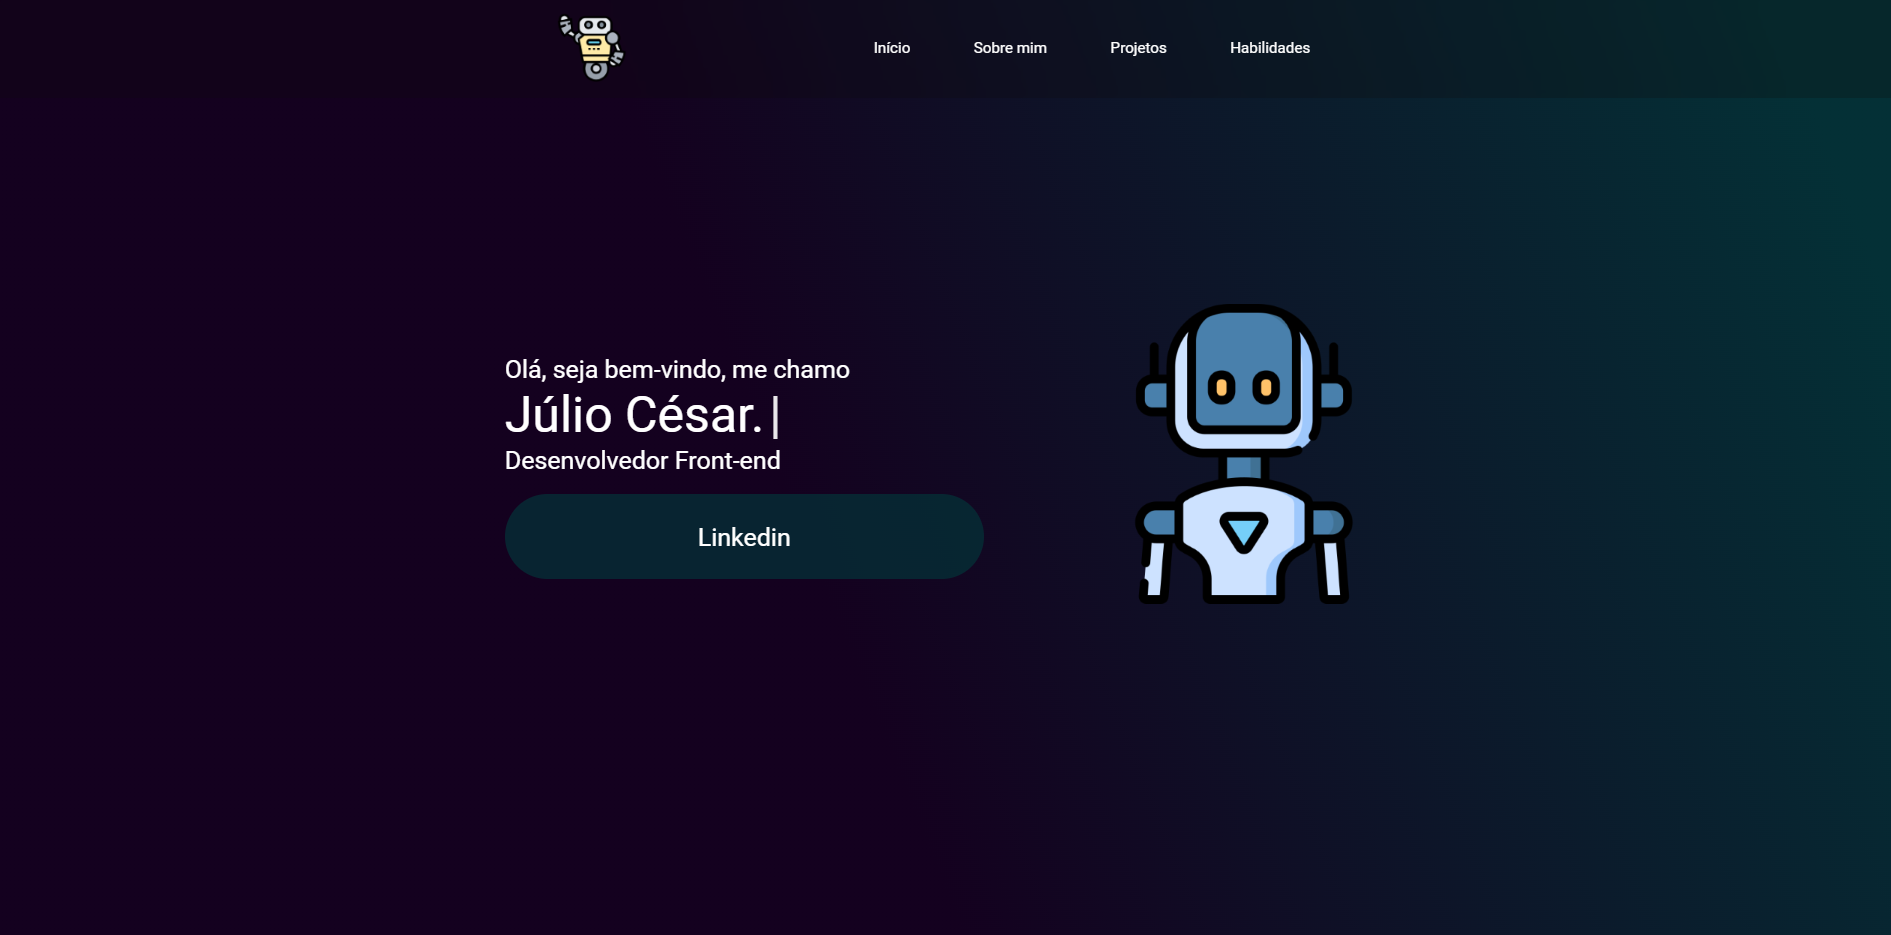 Início Sobre mim Projetos Habilidades
Olá, seja bem-vindo, me chamo
Júlio César.|
Desenvolvedor Front-end
Linkedin